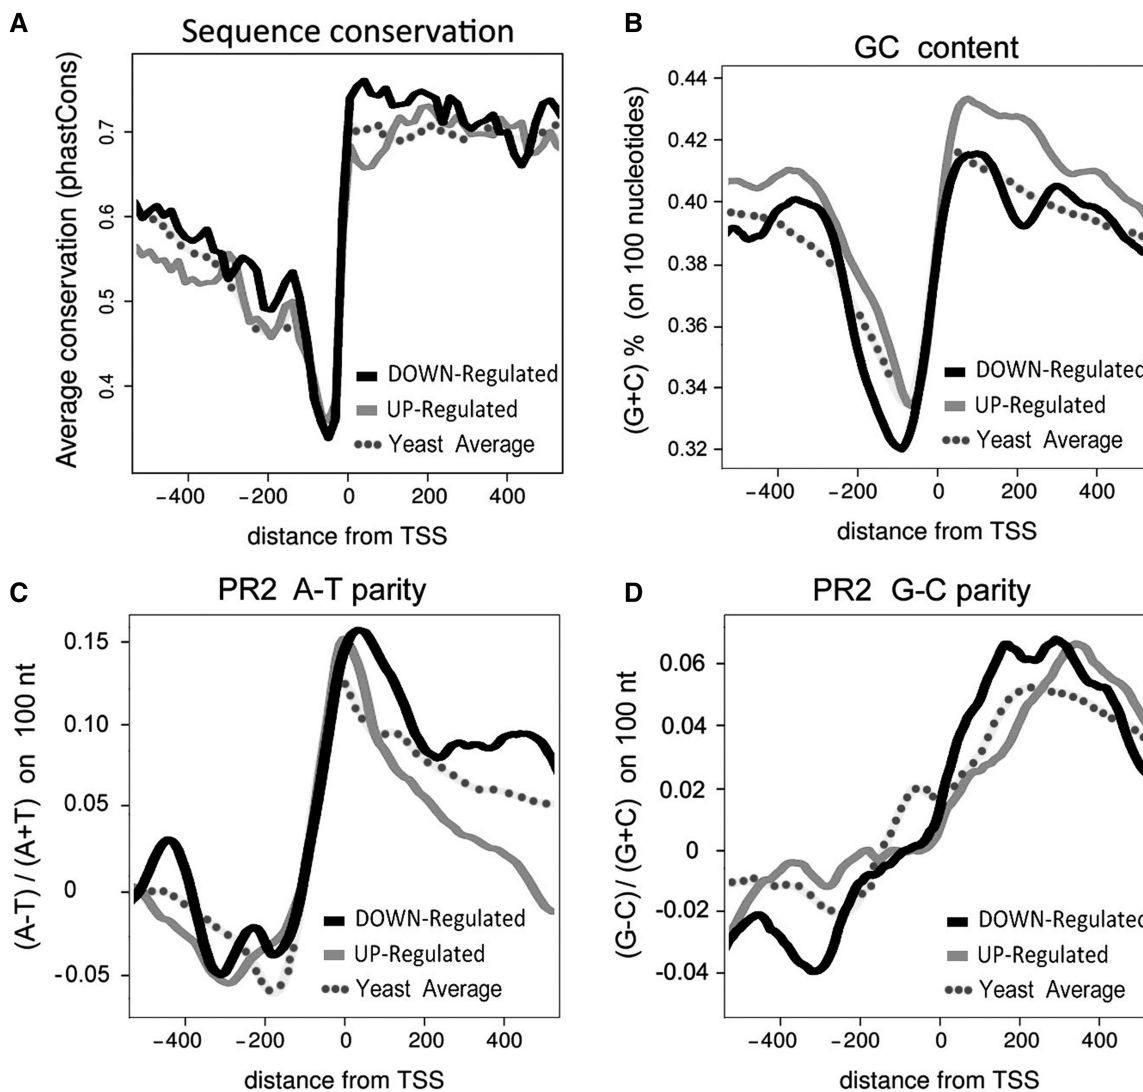 A
Sequence conservation
Average conservation (phastCons)
0.7
0.6
0.5
0.4
DOWN-Regulated
UP-Regulated
Yeast Average
−400
−200
0
200
400
distance from TSS
B
GC content
(G+C) % (on 100 nucleotides)
0.44
0.42
0.40
0.38
0.36
0.34
0.32
DOWN-Regulated
UP-Regulated
Yeast Average
−400
−200
0
200
400
distance from TSS
C
PR2 A-T parity
(A-T) / (A+T) on 100 nt
0.15
0.10
0.05
0
-0.05
DOWN-Regulated
UP-Regulated
Yeast Average
−400
−200
0
200
400
distance from TSS
D
PR2 G-C parity
(G-C)/ (G+C) on 100 nt
0.06
0.04
0.02
0
-0.02
-0.04
DOWN-Regulated
UP-Regulated
Yeast Average
−400
−200
0
200
400
distance from TSS